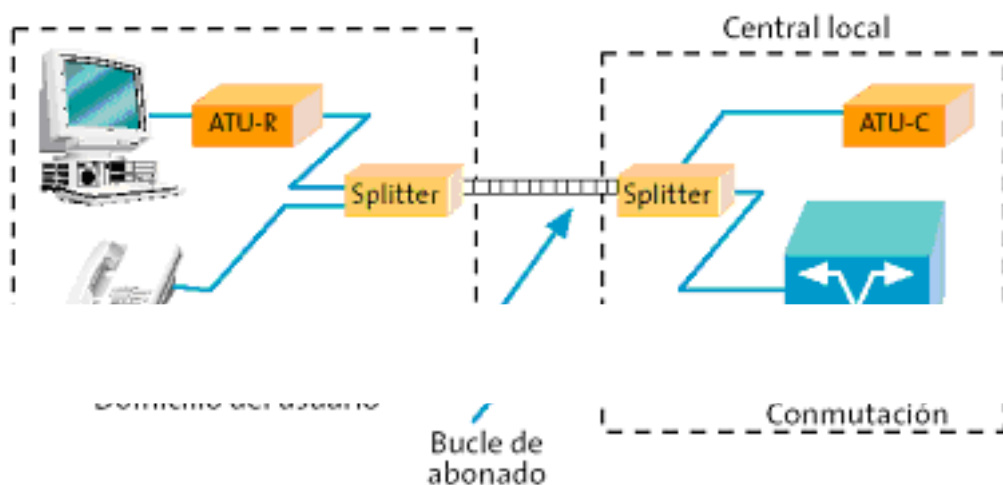 Central local
ATU-R
ATU-C
Splitter
Splitter
Conmutación
Bucle de
abonado